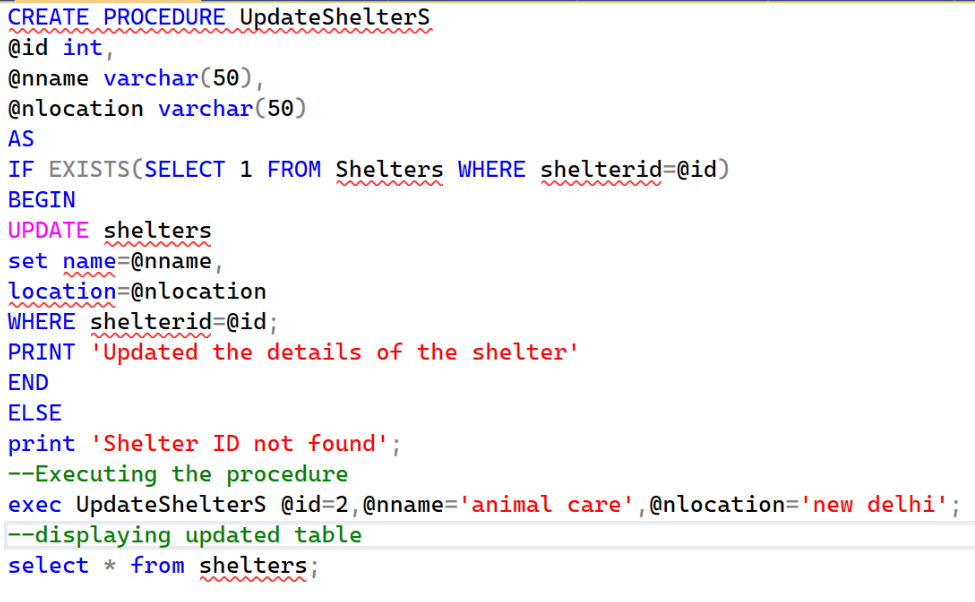 CREATE PROCEDURE UpdateShelterS
@id int,
@nname varchar(50),
@nlocation varchar(50)
AS
IF EXISTS(SELECT 1 FROM Shelters WHERE shelterid=@id)
BEGIN
UPDATE shelters
set name=@nname,
location=@nlocation
WHERE shelterid=@id;
PRINT 'Updated the details of the shelter'
END
ELSE
print 'Shelter ID not found';
--Executing the procedure
exec UpdateShelterS @id=2,@nname='animal care',@nlocation='new delhi';
--displaying updated table
select * from shelters;